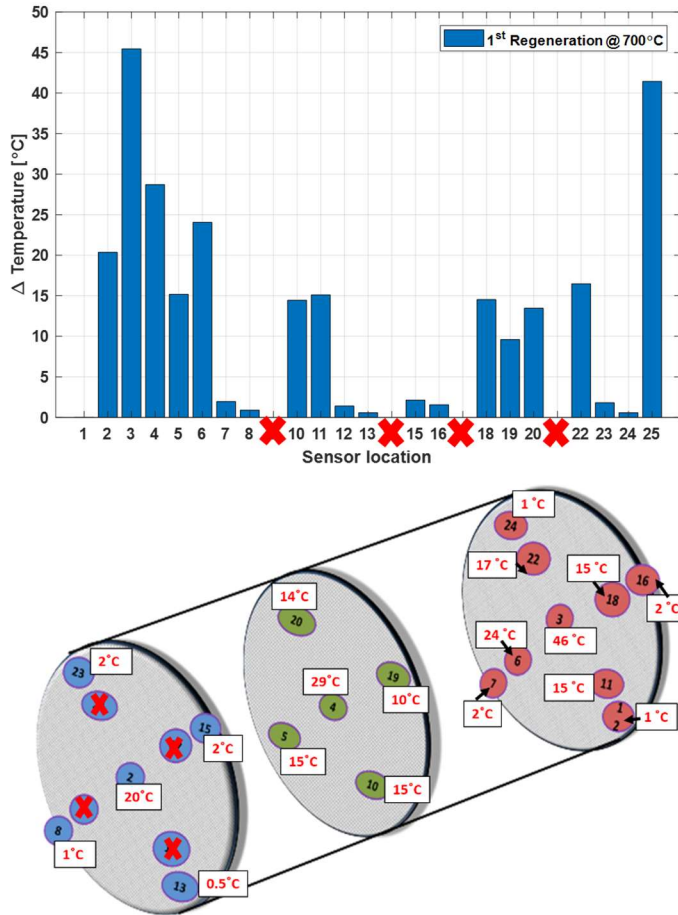 50
1st Regeneration @ 700°C
45
40
35
30
25
20
15
10
5
0
Δ Temperature [°C]
1 2 3 4 5 6 7 8 10 11 12 13 15 16 18 19 20 22 23 24 25
Sensor location
1 °C
24
17 °C
22
15 °C
16
18
2 °C
3
46 °C
24 °C
6
7
2 °C
15 °C
11
1
2
1 °C
14°C
20
29°C
19
4
10°C
5
15°C
10
15°C
23
2°C
15
2°C
2
20°C
8
1°C
13
0.5°C